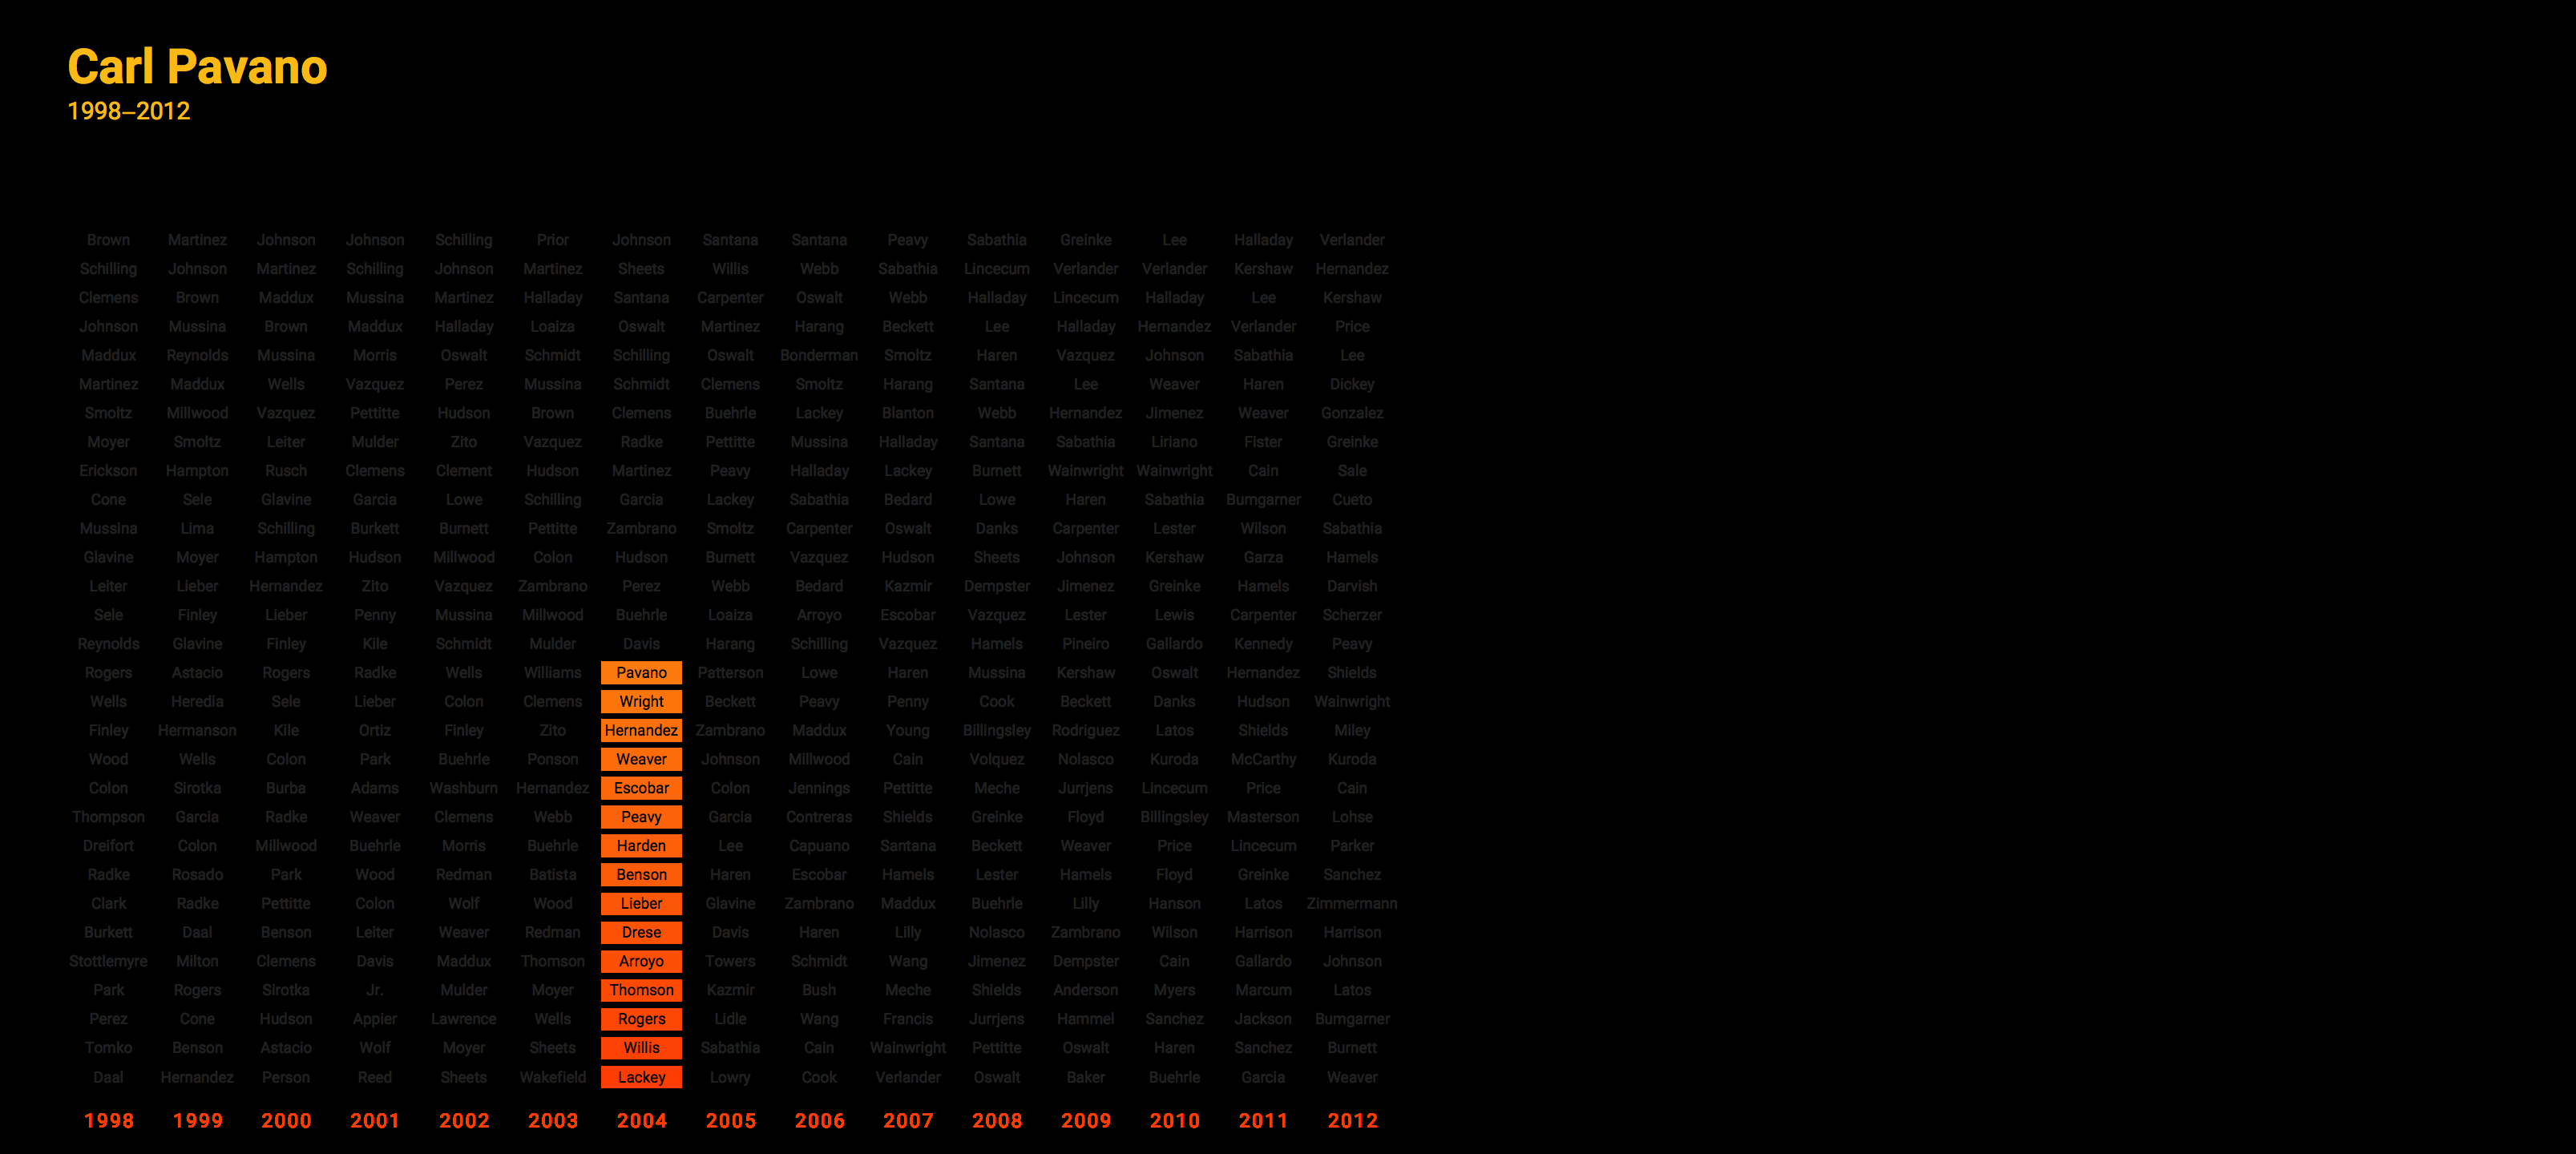 Carl Pavano
1998–2012
Brown Martinez Johnson Johnson Schilling Prior Johnson Santana Santana Peavy Sabathia Greinke Lee Halladay Verlander
Schilling Johnson Martinez Schilling Johnson Martinez Sheets Willis Webb Sabathia Lincecum Verlander Verlander Kershaw Hernandez
Clemens Brown Maddux Mussina Martinez Halladay Santana Carpenter Oswalt Webb Halladay Lincecum Halladay Lee Kershaw
Johnson Mussina Brown Maddux Halladay Loaiza Oswalt Martinez Harang Beckett Lee Halladay Hernandez Verlander Price
Maddux Reynolds Mussina Morris Oswalt Schmidt Schilling Oswalt Bonderman Smoltz Haren Vazquez Johnson Sabathia Lee
Martinez Maddux Wells Vazquez Perez Mussina Schmidt Clemens Smoltz Harang Santana Lee Weaver Haren Dickey
Smoltz Millwood Vazquez Pettitte Hudson Brown Clemens Buehrle Lackey Blanton Webb Hernandez Jimenez Weaver Gonzalez
Moyer Smoltz Leiter Mulder Zito Vazquez Radke Pettitte Mussina Halladay Santana Sabathia Liriano Fister Greinke
Erickson Hampton Rusch Clemens Clement Hudson Martinez Peavy Halladay Lackey Burnett Wainwright Wainwright Cain Sale
Cone Sele Glavine Garcia Lowe Schilling Garcia Lackey Sabathia Bedard Lowe Haren Sabathia Bumgarner Cueto
Mussina Lima Schilling Burkett Burnett Pettitte Zambrano Smoltz Carpenter Oswalt Danks Carpenter Lester Wilson Sabathia
Glavine Moyer Hampton Hudson Millwood Colon Hudson Burnett Vazquez Hudson Sheets Johnson Kershaw Garza Hamels
Leiter Lieber Hernandez Zito Vazquez Zambrano Perez Webb Bedard Kazmir Dempster Jimenez Greinke Hamels Darvish
Sele Finley Lieber Penny Mussina Millwood Buehrle Loaiza Arroyo Escobar Vazquez Lester Lewis Carpenter Scherzer
Reynolds Glavine Finley Kile Schmidt Mulder Davis Harang Schilling Vazquez Hamels Pineiro Gallardo Kennedy Peavy
Rogers Astacio Rogers Radke Wells Williams Pavano Patterson Lowe Haren Mussina Kershaw Oswalt Hernandez Shields
Wells Heredia Sele Lieber Colon Clemens Wright Beckett Peavy Penny Cook Beckett Danks Hudson Wainwright
Finley Hermanson Kile Ortiz Finley Zito Hernandez Zambrano Maddux Young Billingsley Rodriguez Latos Shields Miley
Wood Wells Colon Park Buehrle Ponson Weaver Johnson Millwood Cain Volquez Nolasco Kuroda McCarthy Kuroda
Colon Sirotka Burba Adams Washburn Hernandez Escobar Colon Jennings Pettitte Meche Jurrjens Lincecum Price Cain
Thompson Garcia Radke Weaver Clemens Webb Peavy Garcia Contreras Shields Greinke Floyd Billingsley Masterson Lohse
Dreifort Colon Millwood Buehrle Morris Buehrle Harden Lee Capuano Santana Beckett Weaver Price Lincecum Parker
Radke Rosado Park Wood Redman Batista Benson Haren Escobar Hamels Lester Hamels Floyd Greinke Sanchez
Clark Radke Pettitte Colon Wolf Wood Lieber Glavine Zambrano Maddux Buehrle Lilly Hanson Latos Zimmermann
Burkett Daal Benson Leiter Weaver Redman Drese Davis Haren Lilly Nolasco Zambrano Wilson Harrison Harrison
Stottlemyre Milton Clemens Davis Maddux Thomson Arroyo Towers Schmidt Wang Jimenez Dempster Cain Gallardo Johnson
Park Rogers Sirotka Jr. Mulder Moyer Thomson Kazmir Bush Meche Shields Anderson Myers Marcum Latos
Perez Cone Hudson Appier Lawrence Wells Rogers Lidle Wang Francis Jurrjens Hammel Sanchez Jackson Bumgarner
Tomko Benson Astacio Wolf Moyer Sheets Willis Sabathia Cain Wainwright Pettitte Oswalt Haren Sanchez Burnett
Daal Hernandez Person Reed Sheets Wakefield Lackey Lowry Cook Verlander Oswalt Baker Buehrle Garcia Weaver
1998 1999 2000 2001 2002 2003 2004 2005 2006 2007 2008 2009 2010 2011 2012